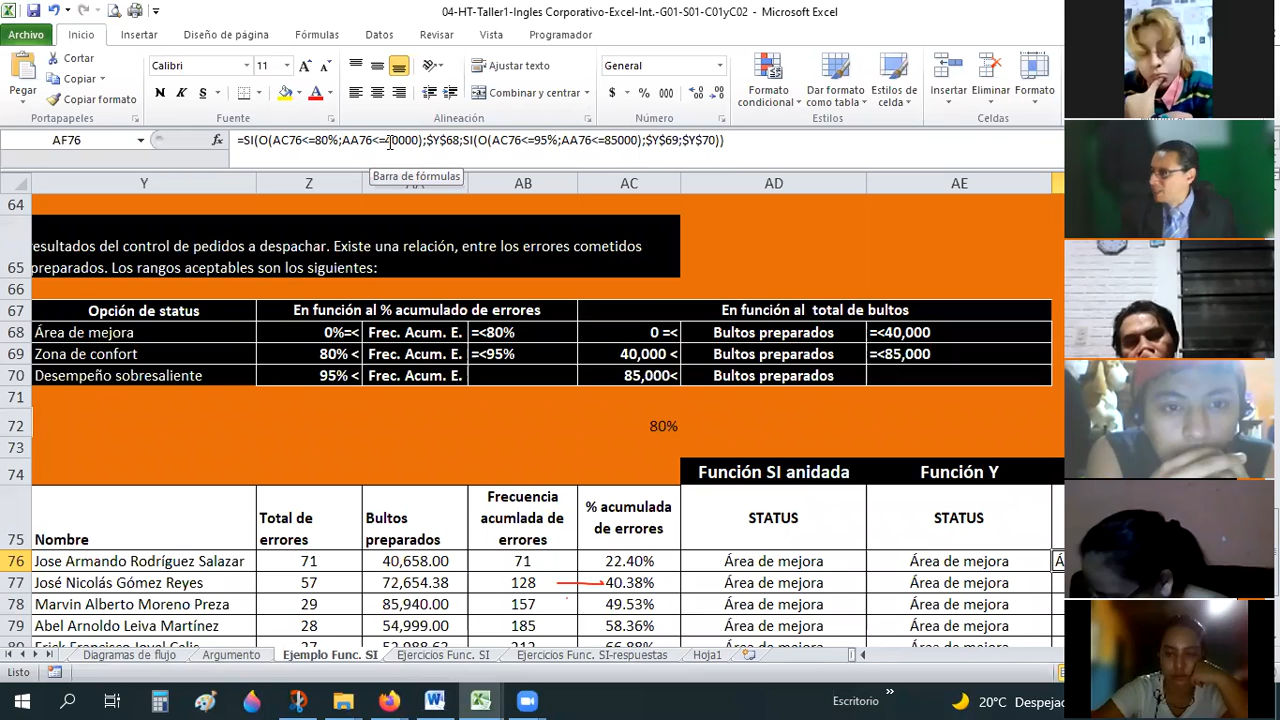 04-HT-Taller1-Ingles Corporativo-Excel-Int.-G01-S01-C01yC02 - Microsoft Excel
Archivo Inicio Insertar Diseño de página Fórmulas Datos Revisar Vista Programador
Pegar
Cortar
Copiar
Copiar formato
Portapapeles
Calibri 11
N K S
Fuente
Ajustar texto
Combinar y centrar
Alineación
General
$ % 000
Número
Formato condicional
Dar formato como tabla
Estilos de celda
Estilos
Insertar Eliminar Formato
Celdas
AF76 fx =SI(O(AC76<=80%;AA76<=40000);$Y$68;SI(O(AC76<=95%;AA76<=85000);$Y$69;$Y$70))
Barra de fórmulas
Y Z AA AB AC AD AE
64
65 resultados del control de pedidos a despachar. Existe una relación, entre los errores cometidos
preparados. Los rangos aceptables son los siguientes:
66
67 Opción de status En función al % acumulado de errores En función al total de bultos
68 Área de mejora 0%=< Frec. Acum. E. =<80% 0 =< Bultos preparados =<40,000
69 Zona de confort 80% < Frec. Acum. E. =<95% 40,000 < Bultos preparados =<85,000
70 Desempeño sobresaliente 95% < Frec. Acum. E. 85,000< Bultos preparados
71
72 80%
73
74 Función SI anidada Función Y
75 Nombre Total de errores Bultos preparados Frecuencia acumlada de errores % acumulada de errores STATUS STATUS
76 Jose Armando Rodríguez Salazar 71 40,658.00 71 22.40% Área de mejora Área de mejora
77 José Nicolás Gómez Reyes 57 72,654.38 128 40.38% Área de mejora Área de mejora
78 Marvin Alberto Moreno Preza 29 85,940.00 157 49.53% Área de mejora Área de mejora
79 Abel Arnoldo Leiva Martínez 28 54,999.00 185 58.36% Área de mejora Área de mejora
Diagramas de flujo Argumento Ejemplo Func. SI Ejercicios Func. SI Ejercicios Func. SI-respuestas Hoja1
Listo
Escritorio » 20°C Despejad